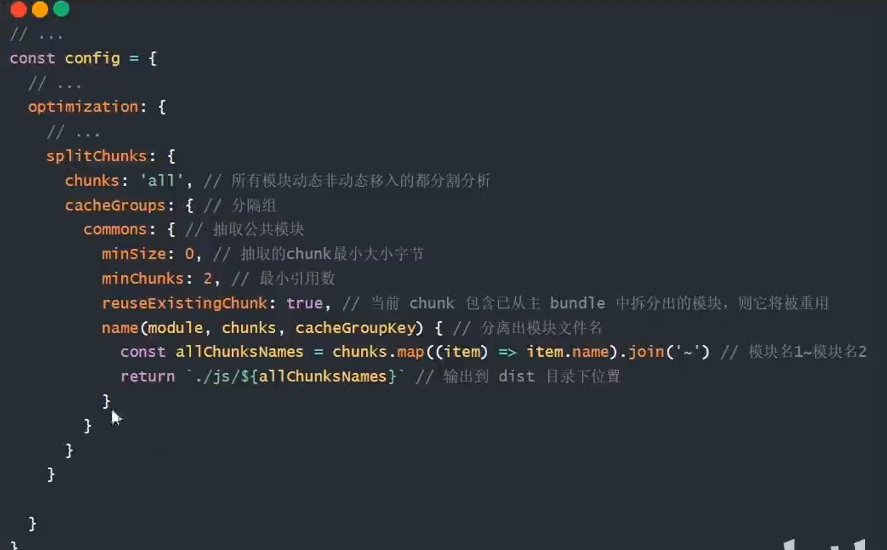 // ...
const config = {
  // ...
  optimization: {
    // ...
    splitChunks: {
      chunks: 'all', // 所有模块动态非动态移入的都分割分析
      cacheGroups: { // 分隔组
        commons: { // 抽取公共模块
          minSize: 0, // 抽取的chunk最小大小字节
          minChunks: 2, // 最小引用数
          reuseExistingChunk: true, // 当前 chunk 包含已从主 bundle 中拆分出的模块，则它将被重用
          name(module, chunks, cacheGroupKey) { // 分离出模块文件名
            const allChunksNames = chunks.map((item) => item.name).join('~') // 模块名1~模块名2
            return `./js/${allChunksNames}` // 输出到 dist 目录下位置
          }
        }
      }
    }
  }
}